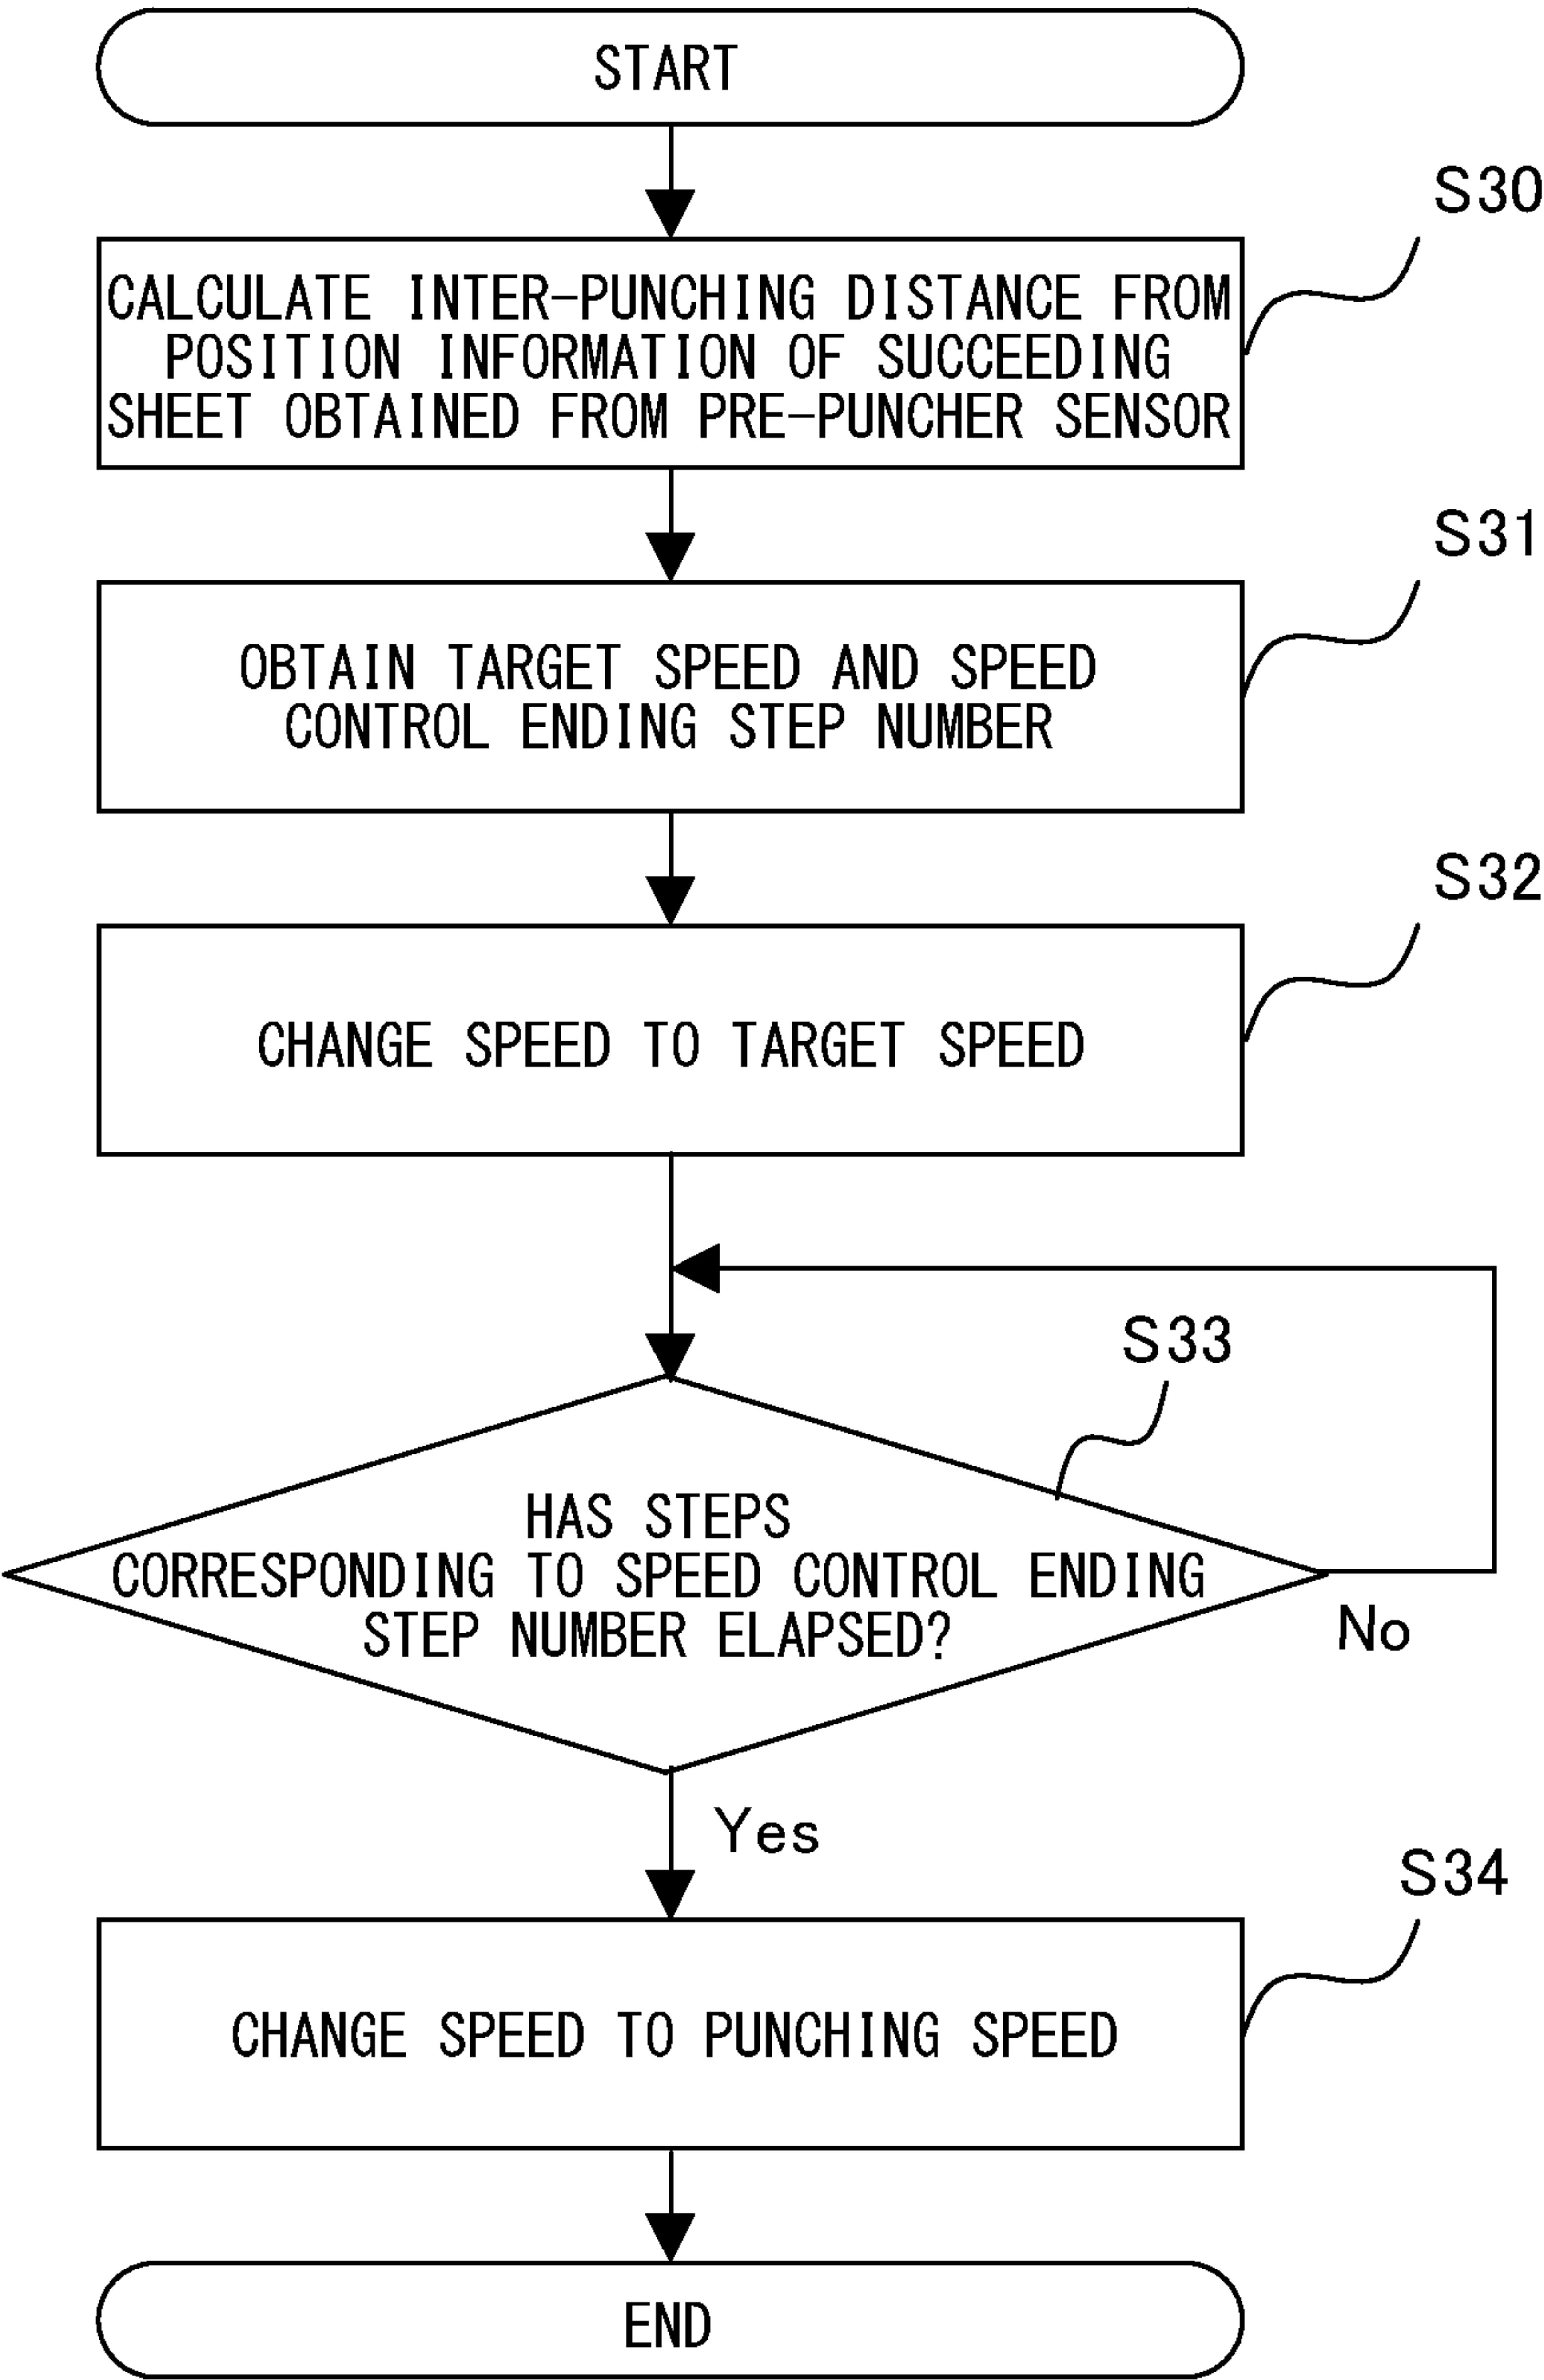 START
S30
CALCULATE INTER-PUNCHING DISTANCE FROM
POSITION INFORMATION OF SUCCEEDING
SHEET OBTAINED FROM PRE-PUNCHER SENSOR
S31
OBTAIN TARGET SPEED AND SPEED
CONTROL ENDING STEP NUMBER
S32
CHANGE SPEED TO TARGET SPEED
S33
HAS STEPS
CORRESPONDING TO SPEED CONTROL ENDING
STEP NUMBER ELAPSED?
No
Yes
S34
CHANGE SPEED TO PUNCHING SPEED
END